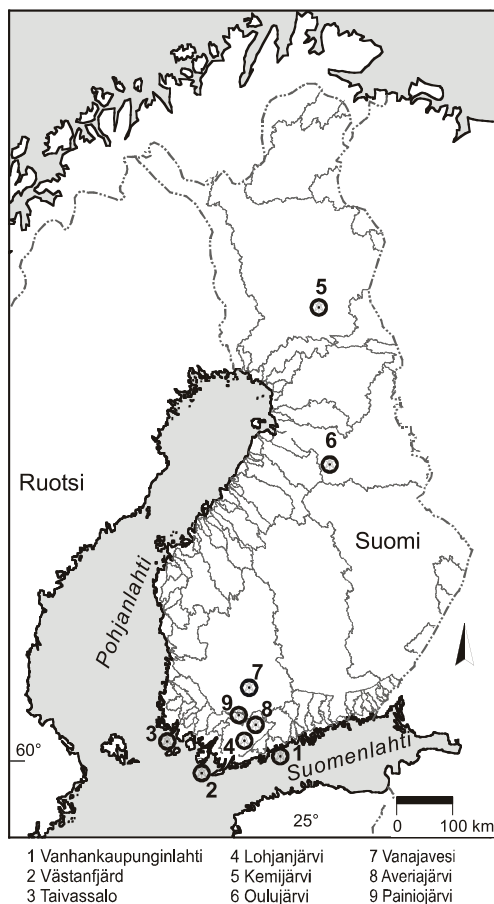 5
6
Ruotsi
Suomi
Pohjanlahti
7
9
8
3
4
1
60°
Suomenlahti
2
25°
0 100 km
1 Vanhankaupunginlahti 4 Lohjanjärvi 7 Vanajavesi
2 Västanfjärd 5 Kemijärvi 8 Averiajärvi
3 Taivassalo 6 Oulujärvi 9 Painiojärvi